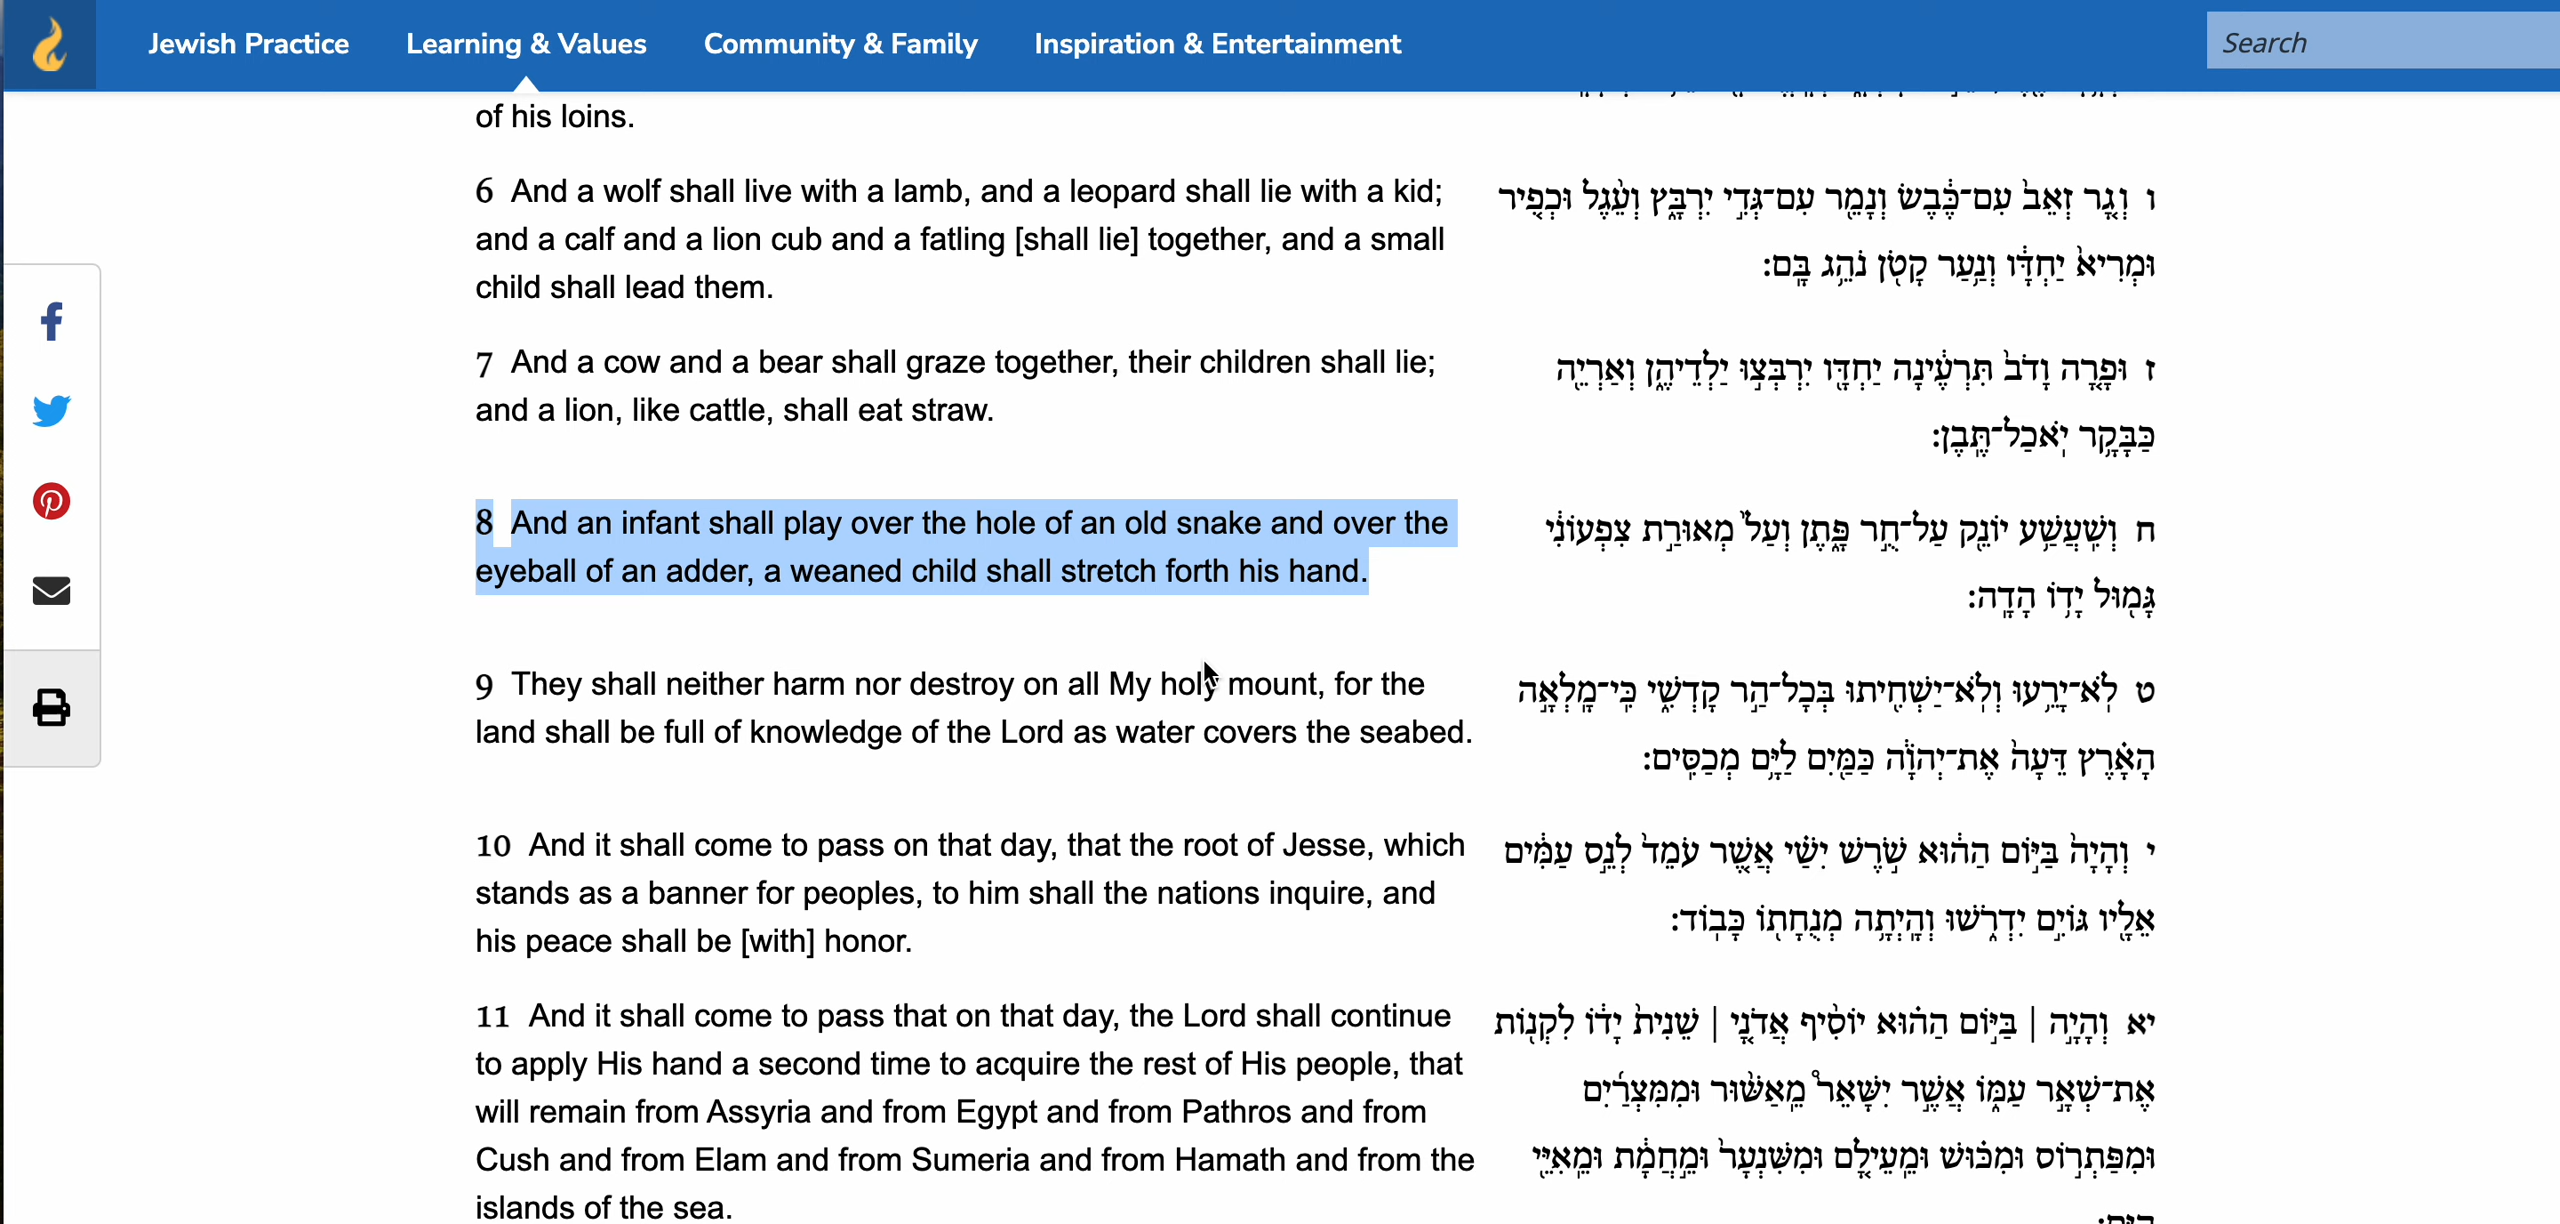 Jewish Practice Learning & Values Community & Family Inspiration & Entertainment Search
of his loins.
6 And a wolf shall live with a lamb, and a leopard shall lie with a kid;
and a calf and a lion cub and a fatling [shall lie] together, and a small
child shall lead them.
ו וְגָ֤ר זְאֵב֙ עִם־כֶּ֔בֶשׂ וְנָמֵ֖ר עִם־גְּדִ֣י יִרְבָּ֑ץ וְעֵ֨גֶל וּכְפִ֤יר
וּמְרִיא֙ יַחְדָּ֔ו וְנַ֥עַר קָטֹ֖ן נֹהֵ֥ג בָּֽם:
7 And a cow and a bear shall graze together, their children shall lie;
and a lion, like cattle, shall eat straw.
ז וּפָרָ֤ה וָדֹב֙ תִּרְעֶ֔ינָה יַחְדָּ֖ו יִרְבְּצ֣וּ יַלְדֵיהֶ֑ן וְאַרְיֵ֖ה
כַּבָּקָ֥ר יֹֽאכַל־תֶּֽבֶן:
8 And an infant shall play over the hole of an old snake and over the
eyeball of an adder, a weaned child shall stretch forth his hand.
ח וְשִֽׁעֲשַׁ֥ע יוֹנֵ֖ק עַל־חֻ֣ר פָּ֑תֶן וְעַל֙ מְאוּרַ֣ת צִפְעוֹנִ֔י
גָּמ֖וּל יָד֥וֹ הָדָֽה:
9 They shall neither harm nor destroy on all My holy mount, for the
land shall be full of knowledge of the Lord as water covers the seabed.
ט לֹֽא־יָרֵ֥עוּ וְלֹֽא־יַשְׁחִ֖יתוּ בְּכָל־הַ֣ר קָדְשִׁ֑י כִּֽי־מָֽלְאָ֣ה
הָאָ֗רֶץ דֵּעָה֙ אֶת־יְהֹוָ֔ה כַּמַּ֖יִם לַיָּ֥ם מְכַסִּֽים:
10 And it shall come to pass on that day, that the root of Jesse, which
stands as a banner for peoples, to him shall the nations inquire, and
his peace shall be [with] honor.
י וְהָיָה֙ בַּיּ֣וֹם הַה֔וּא שֹׁ֣רֶשׁ יִשַׁ֗י אֲשֶׁ֤ר עֹמֵד֙ לְנֵ֣ס עַמִּ֔ים
אֵלָ֖יו גּוֹיִ֣ם יִדְרֹ֑שׁוּ וְהָֽיְתָ֥ה מְנֻחָת֖וֹ כָּבֽוֹד:
11 And it shall come to pass that on that day, the Lord shall continue
to apply His hand a second time to acquire the rest of His people, that
will remain from Assyria and from Egypt and from Pathros and from
Cush and from Elam and from Sumeria and from Hamath and from the
islands of the sea.
יא וְהָיָ֣ה | בַּיּ֣וֹם הַה֗וּא יוֹסִ֨יף אֲדֹנָ֤י | שֵׁנִית֙ יָד֔וֹ לִקְנ֖וֹת
אֶת־שְׁאָ֣ר עַמּ֑וֹ אֲשֶׁ֣ר יִשָּׁאֵר֩ מֵֽאַשּׁ֨וּר וּמִמִּצְרַ֜יִם
וּמִפַּתְר֣וֹס וּמִכּ֗וּשׁ וּמֵֽעֵילָ֤ם וּמִשִּׁנְעָר֙ וּמֵ֣חֲמָ֔ת וּמֵֽאִיֵּ֖י